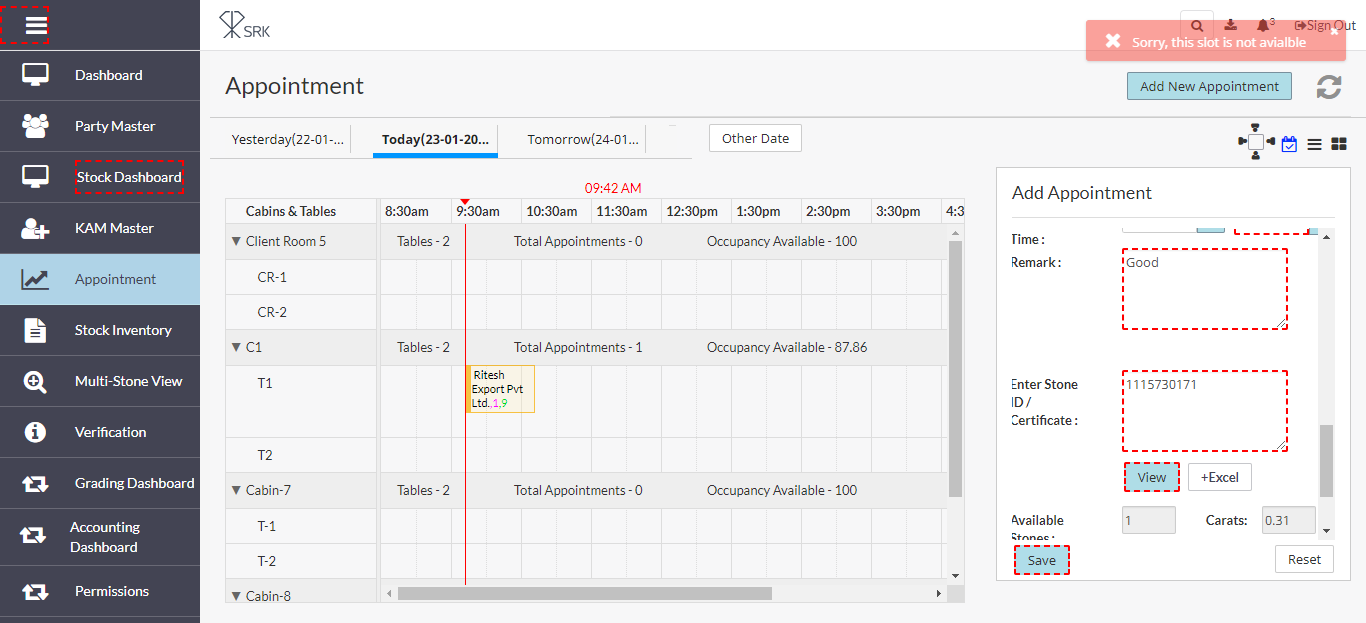 SRK
3
Sign Out
Sorry, this slot is not avialble
Dashboard
Party Master
Stock Dashboard
KAM Master
Appointment
Stock Inventory
Multi-Stone View
Verification
Grading Dashboard
Accounting
Dashboard
Permissions
Appointment
Add New Appointment
Yesterday(22-01-...
Today(23-01-20...
Tomorrow(24-01...
Other Date
09:42 AM
Cabins & Tables
8:30am 9:30am 10:30am 11:30am 12:30pm 1:30pm 2:30pm 3:30pm 4:3
Client Room 5 Tables - 2 Total Appointments - 0 Occupancy Available - 100
CR-1
CR-2
C1 Tables - 2 Total Appointments - 1 Occupancy Available - 87.86
T1
Ritesh
Export Pvt
Ltd.,1,9
T2
Cabin-7 Tables - 2 Total Appointments - 0 Occupancy Available - 100
T-1
T-2
Cabin-8
Add Appointment
Time :
Remark :
Good
Enter Stone
ID /
Certificate :
1115730171
View
+Excel
Available
Stones :
1
Carats:
0.31
Save
Reset